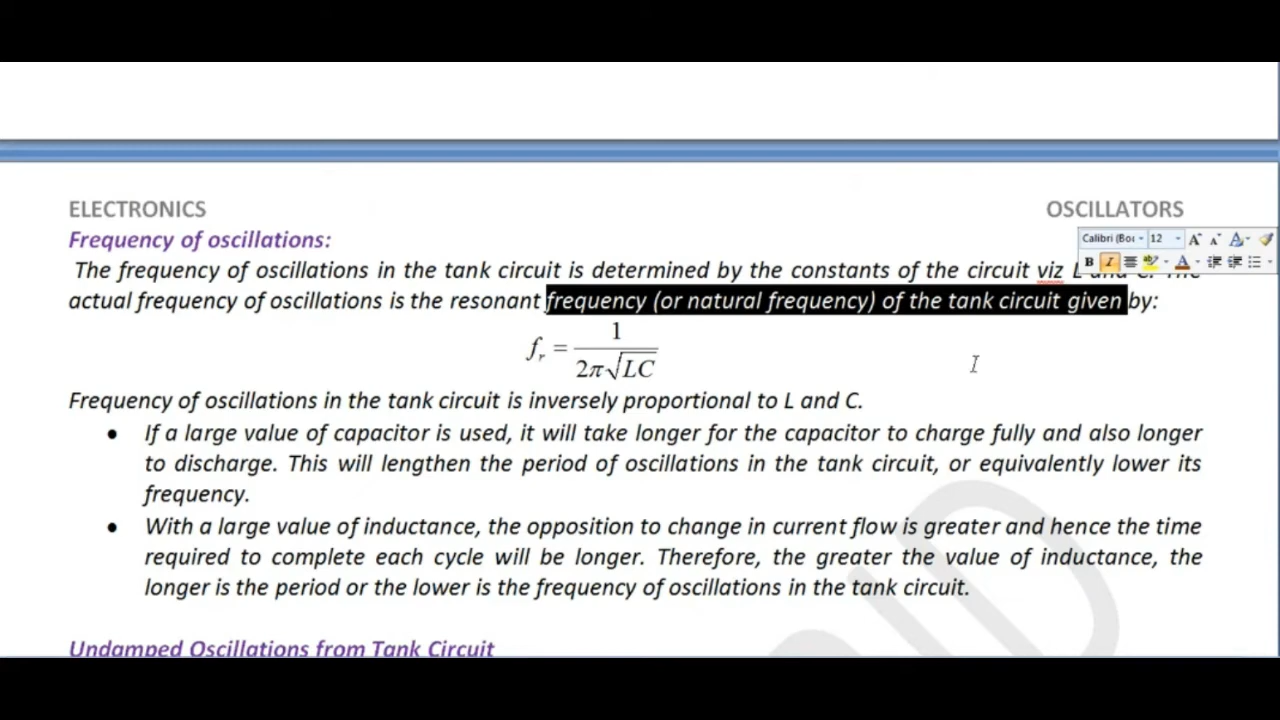 ELECTRONICS OSCILLATORS
Frequency of oscillations:
Calibri (Bo 12
The frequency of oscillations in the tank circuit is determined by the constants of the circuit viz L and C. The
actual frequency of oscillations is the resonant frequency (or natural frequency) of the tank circuit given by:
f_r = 1 / 2π√LC
Frequency of oscillations in the tank circuit is inversely proportional to L and C.
• If a large value of capacitor is used, it will take longer for the capacitor to charge fully and also longer
to discharge. This will lengthen the period of oscillations in the tank circuit, or equivalently lower its
frequency.
• With a large value of inductance, the opposition to change in current flow is greater and hence the time
required to complete each cycle will be longer. Therefore, the greater the value of inductance, the
longer is the period or the lower is the frequency of oscillations in the tank circuit.
Undamped Oscillations from Tank Circuit